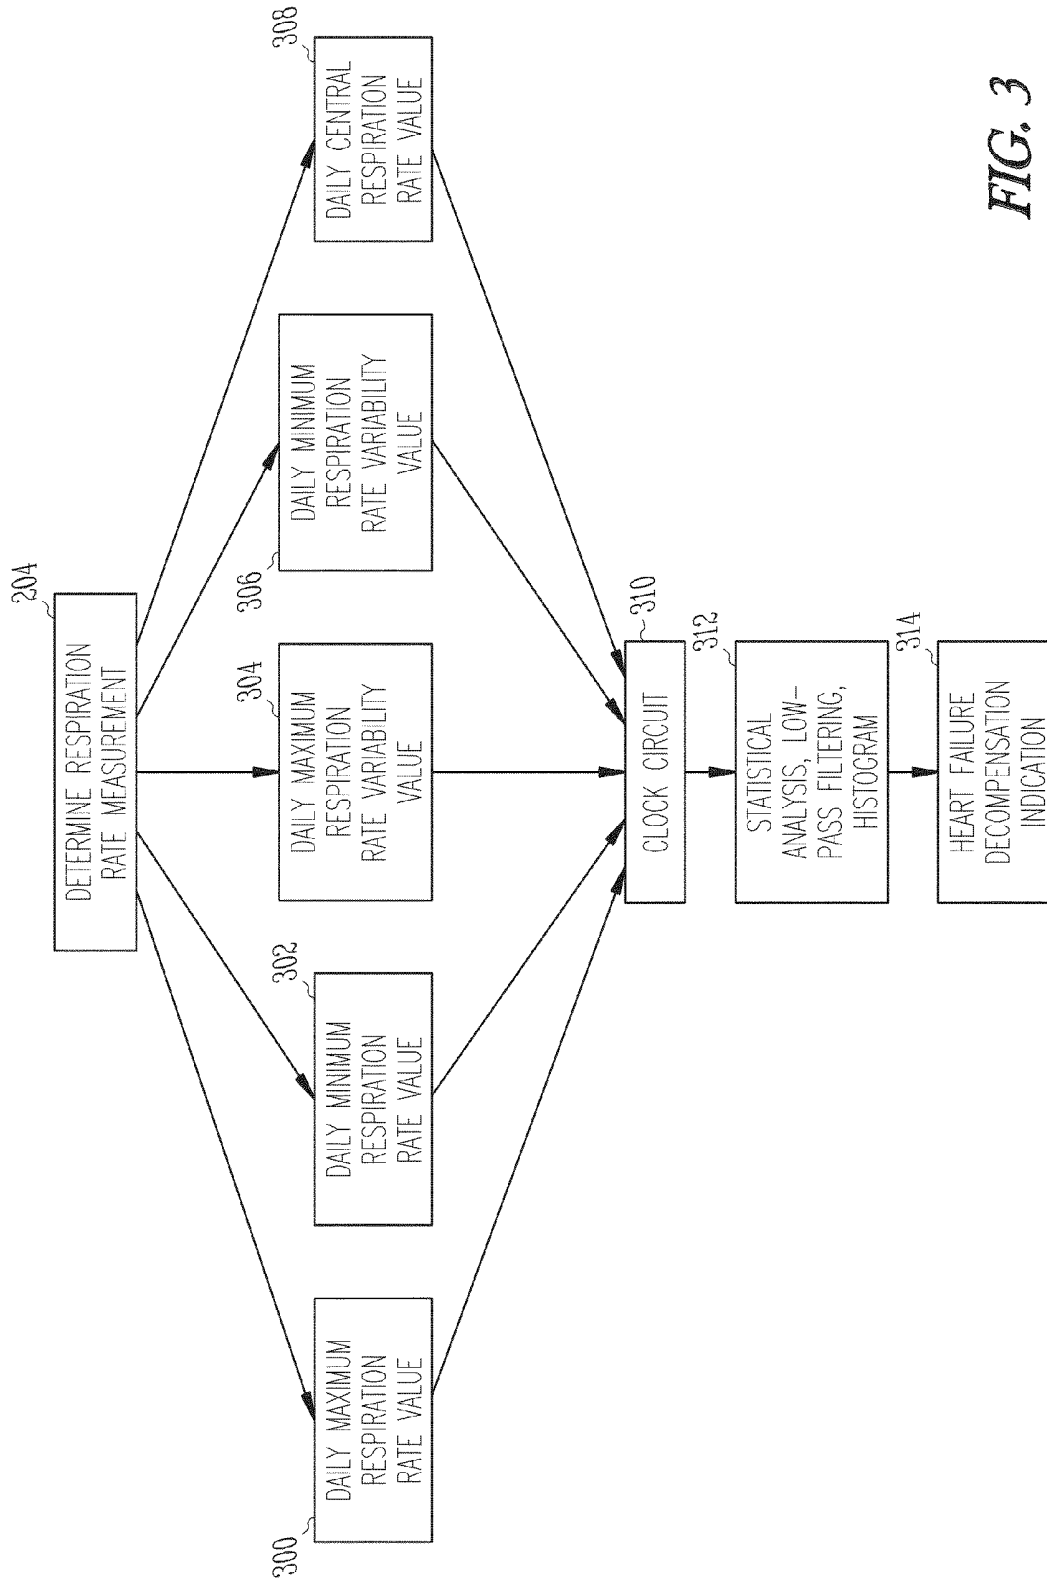 204
DETERMINE RESPIRATION
RATE MEASUREMENT
300
DAILY MAXIMUM
RESPIRATION
RATE VALUE
302
DAILY MINIMUM
RESPIRATION
RATE VALUE
304
DAILY MAXIMUM
RESPIRATION
RATE VARIABILITY
VALUE
306
DAILY MINIMUM
RESPIRATION
RATE VARIABILITY
VALUE
308
DAILY CENTRAL
RESPIRATION
RATE VALUE
310
CLOCK CIRCUIT
312
STATISTICAL
ANALYSIS, LOW-
PASS FILTERING,
HISTOGRAM
314
HEART FAILURE
DECOMPENSATION
INDICATION
FIG. 3